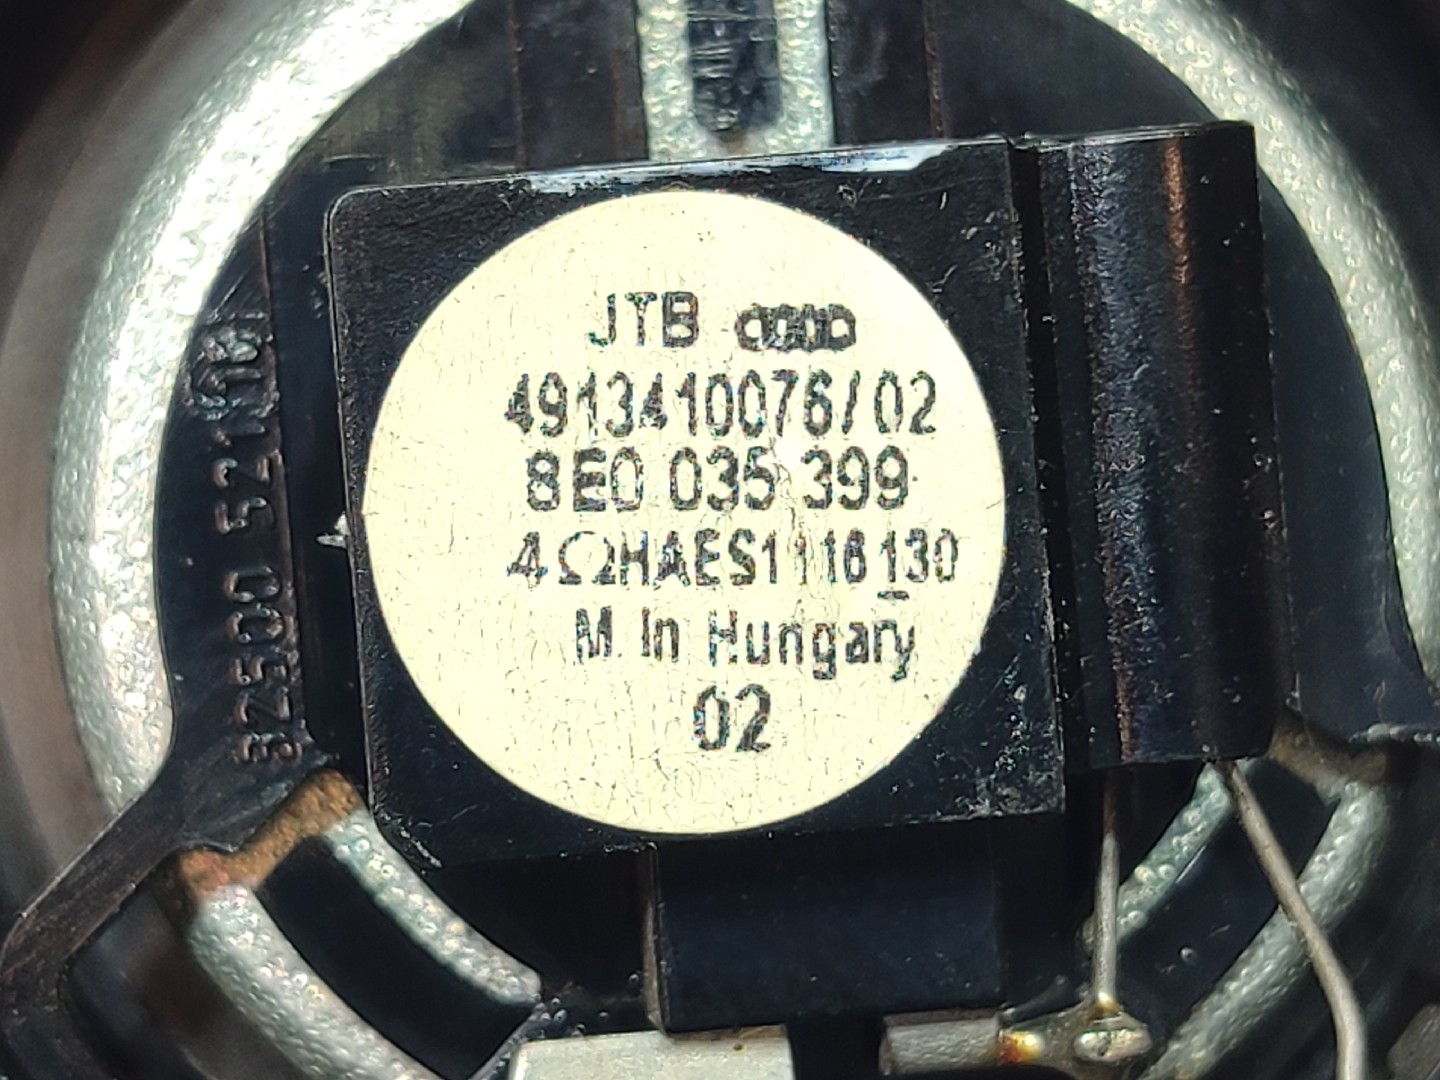 JTB
4913410076/02
8E0 035 399
4ΩHAES1116130
M. In Hungary
02